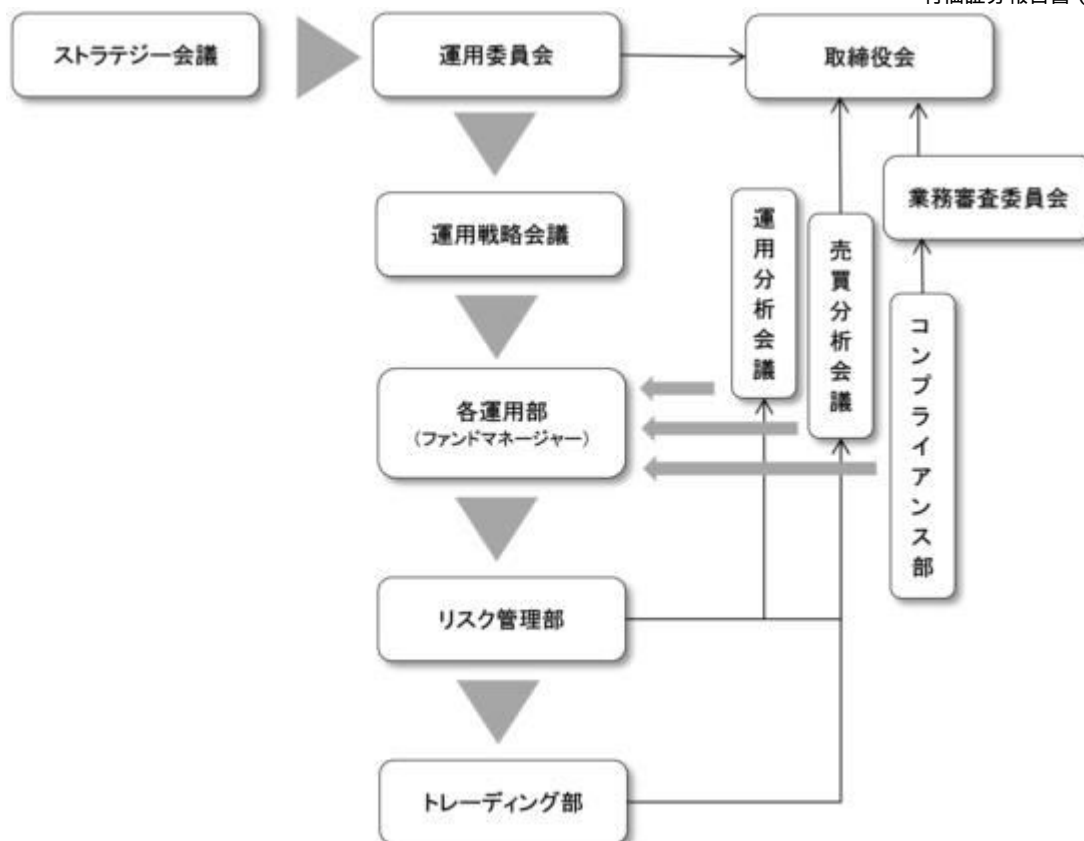 ストラテジー会議
運用委員会
取締役会
業務審査委員会
運用戦略会議
運用分析会議
売買分析会議
コンプライアンス部
各運用部
(ファンドマネージャー)
リスク管理部
トレーディング部